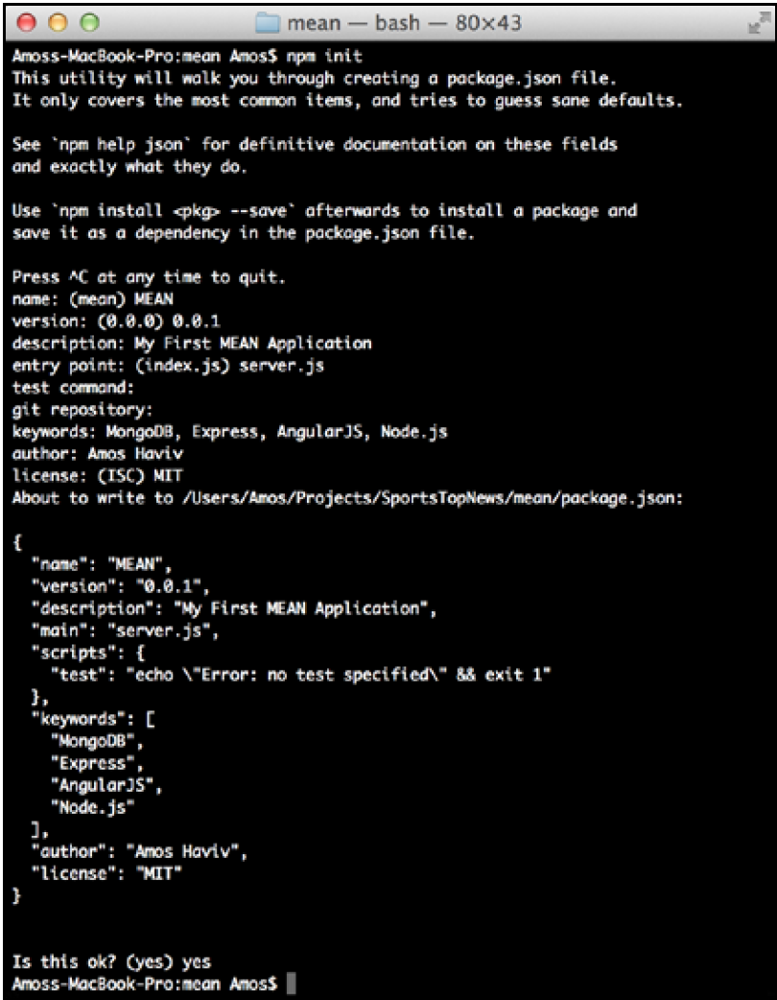 mean — bash — 80×43
Amoss-MacBook-Pro:mean Amos$ npm init
This utility will walk you through creating a package.json file.
It only covers the most common items, and tries to guess sane defaults.
See `npm help json` for definitive documentation on these fields
and exactly what they do.
Use `npm install <pkg> --save` afterwards to install a package and
save it as a dependency in the package.json file.
Press ^C at any time to quit.
name: (mean) MEAN
version: (0.0.0) 0.0.1
description: My First MEAN Application
entry point: (index.js) server.js
test command:
git repository:
keywords: MongoDB, Express, AngularJS, Node.js
author: Amos Haviv
license: (ISC) MIT
About to write to /Users/Amos/Projects/SportsTopNews/mean/package.json:
{
  "name": "MEAN",
  "version": "0.0.1",
  "description": "My First MEAN Application",
  "main": "server.js",
  "scripts": {
    "test": "echo \"Error: no test specified\" && exit 1"
  },
  "keywords": [
    "MongoDB",
    "Express",
    "AngularJS",
    "Node.js"
  ],
  "author": "Amos Haviv",
  "license": "MIT"
}
Is this ok? (yes) yes
Amoss-MacBook-Pro:mean Amos$